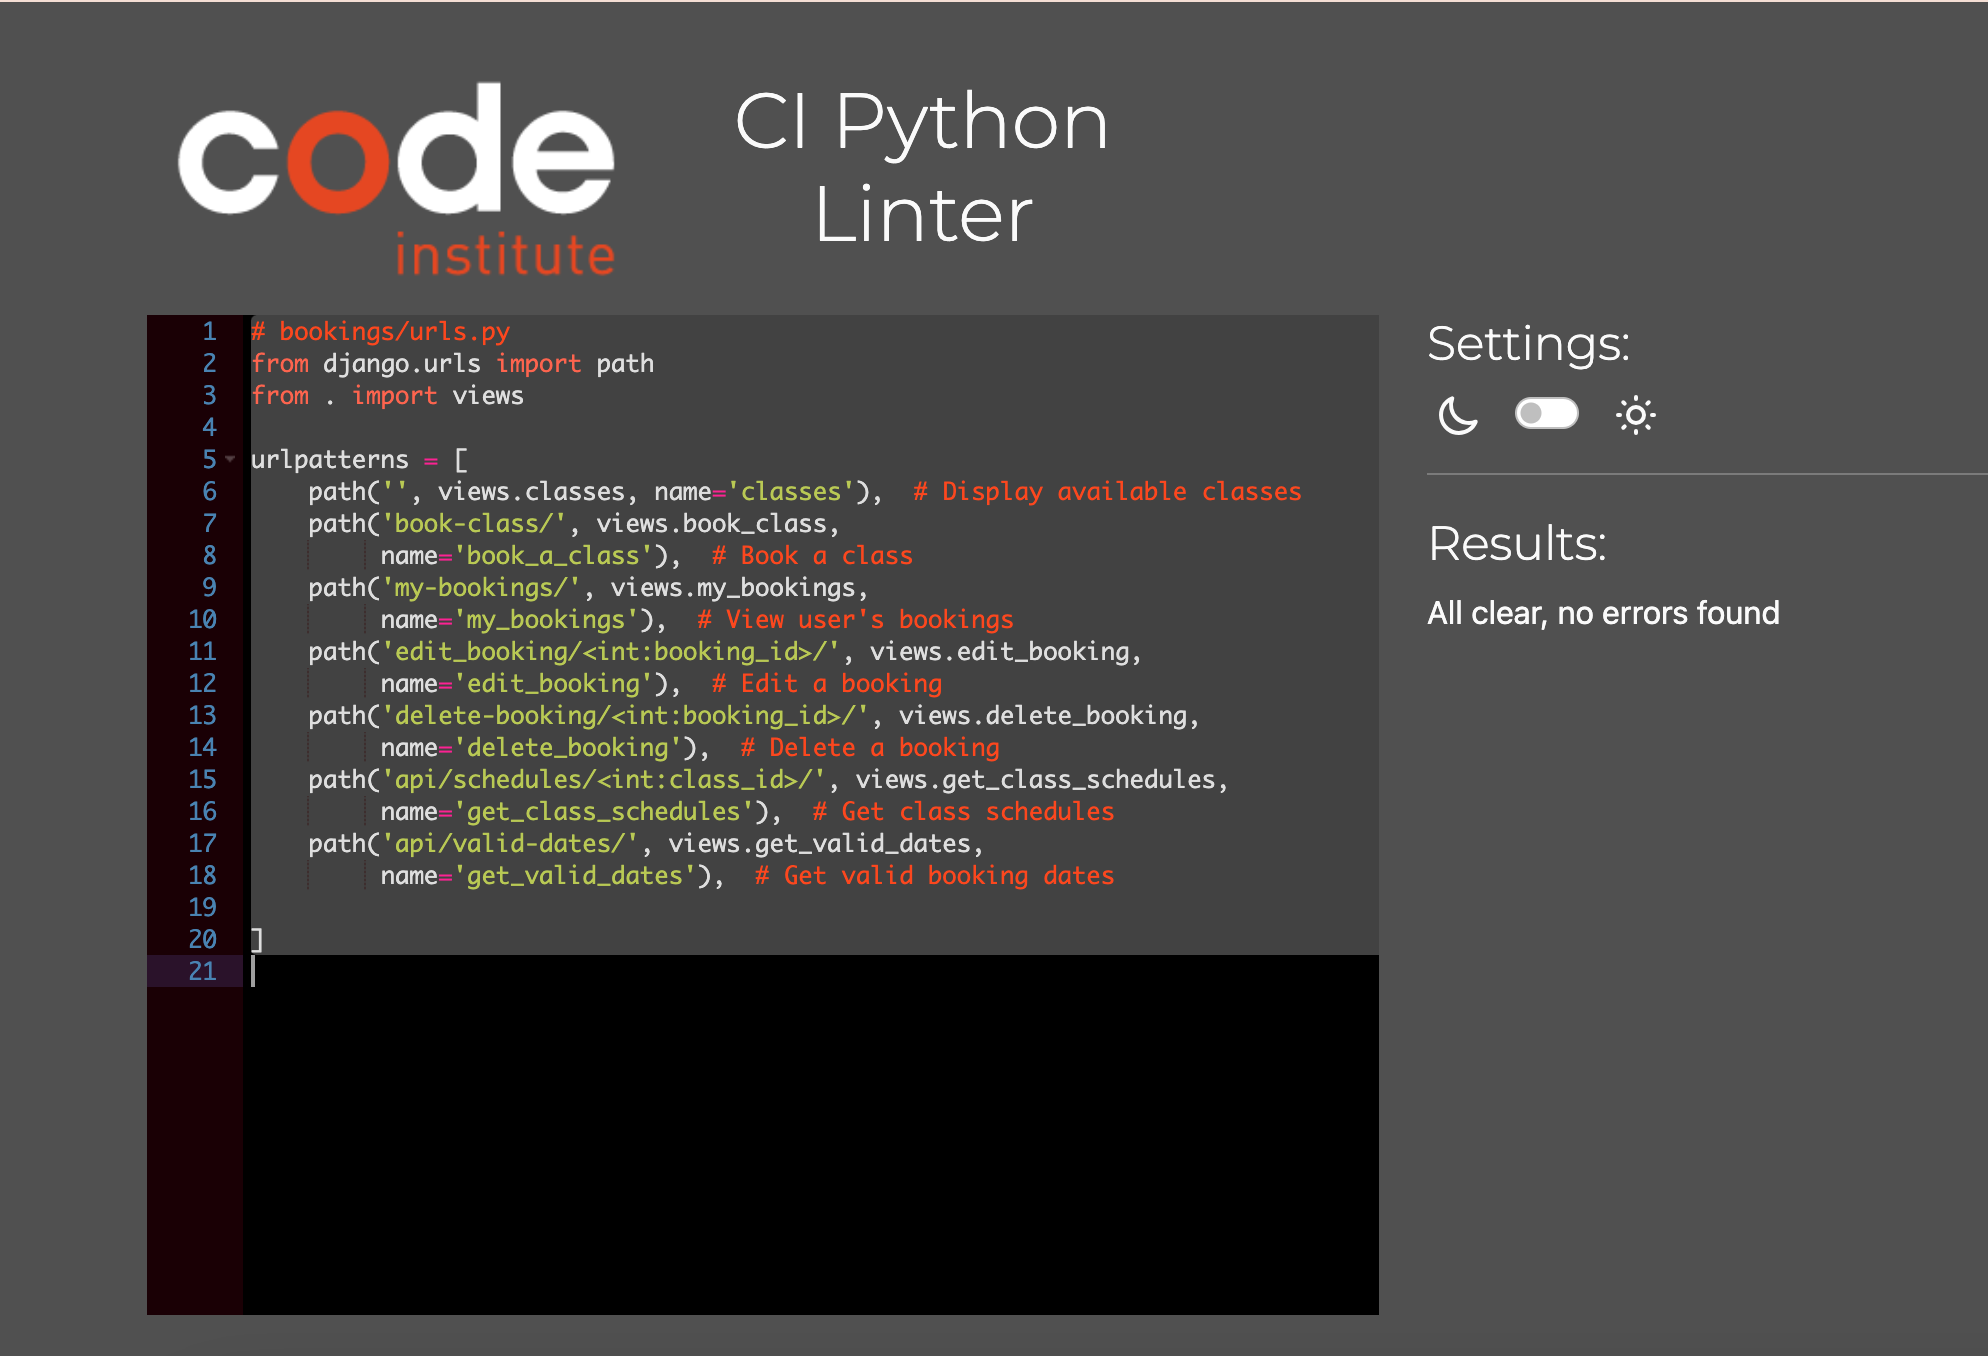 code
institute
CI Python
Linter
1 # bookings/urls.py
2 from django.urls import path
3 from . import views
4
5 urlpatterns = [
6     path('', views.classes, name='classes'),  # Display available classes
7     path('book-class/', views.book_class,
8          name='book_a_class'),  # Book a class
9     path('my-bookings/', views.my_bookings,
10          name='my_bookings'),  # View user's bookings
11     path('edit_booking/<int:booking_id>/', views.edit_booking,
12          name='edit_booking'),  # Edit a booking
13     path('delete-booking/<int:booking_id>/', views.delete_booking,
14          name='delete_booking'),  # Delete a booking
15     path('api/schedules/<int:class_id>/', views.get_class_schedules,
16          name='get_class_schedules'),  # Get class schedules
17     path('api/valid-dates/', views.get_valid_dates,
18          name='get_valid_dates'),  # Get valid booking dates
19
20 ]
21
Settings:
Results:
All clear, no errors found